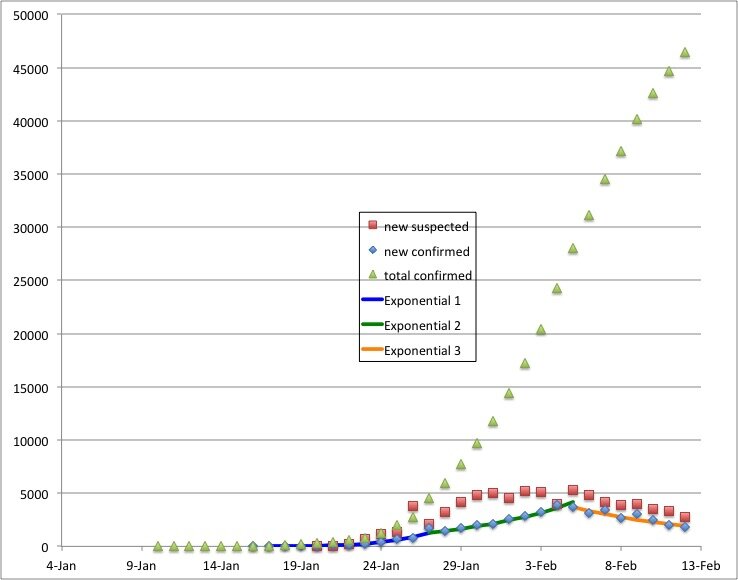 50000
45000
40000
35000
30000
25000
20000
15000
10000
5000
0
new suspected
new confirmed
total confirmed
Exponential 1
Exponential 2
Exponential 3
4-Jan 9-Jan 14-Jan 19-Jan 24-Jan 29-Jan 3-Feb 8-Feb 13-Feb